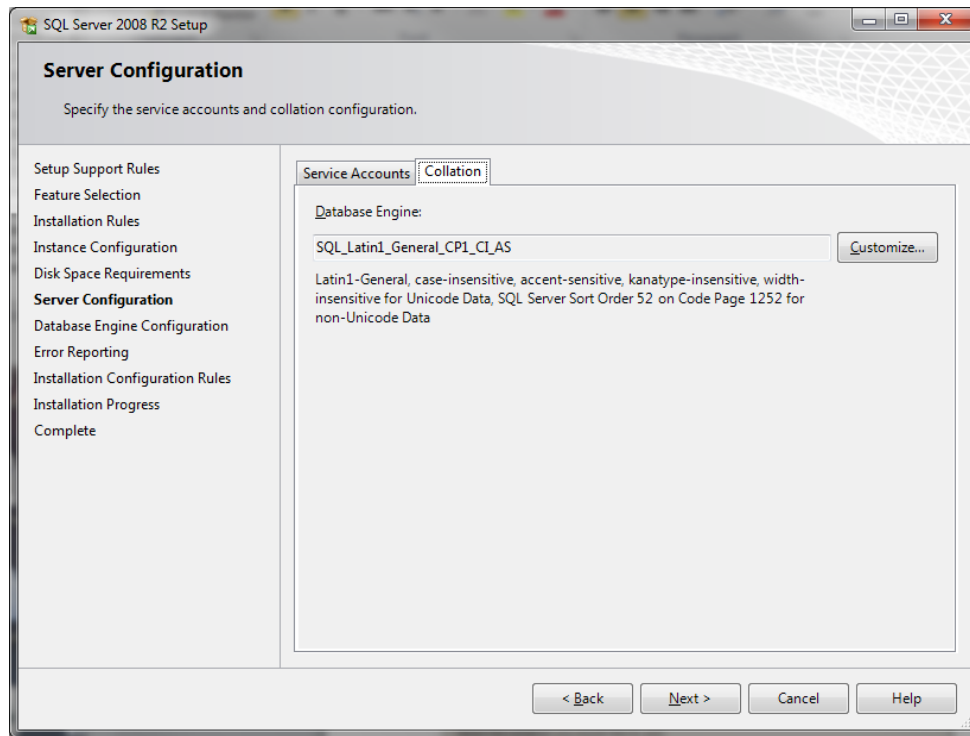 SQL Server 2008 R2 Setup
Server Configuration
Specify the service accounts and collation configuration.
Setup Support Rules
Feature Selection
Installation Rules
Instance Configuration
Disk Space Requirements
Server Configuration
Database Engine Configuration
Error Reporting
Installation Configuration Rules
Installation Progress
Complete
Service Accounts Collation
Database Engine:
SQL_Latin1_General_CP1_CI_AS Customize...
Latin1-General, case-insensitive, accent-sensitive, kanatype-insensitive, width-
insensitive for Unicode Data, SQL Server Sort Order 52 on Code Page 1252 for
non-Unicode Data
< Back Next > Cancel Help